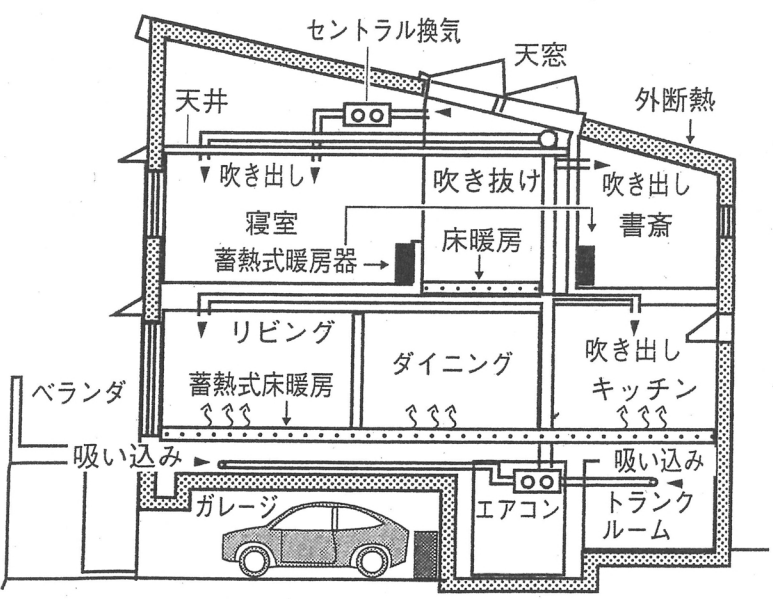 セントラル換気
天窓
天井
外断熱
吹き出し
吹き抜け
吹き出し
寝室
書斎
床暖房
蓄熱式暖房器
リビング
吹き出し
ダイニング
ベランダ
蓄熱式床暖房
キッチン
吸い込み
吸い込み
ガレージ
エアコン
トランク
ルーム